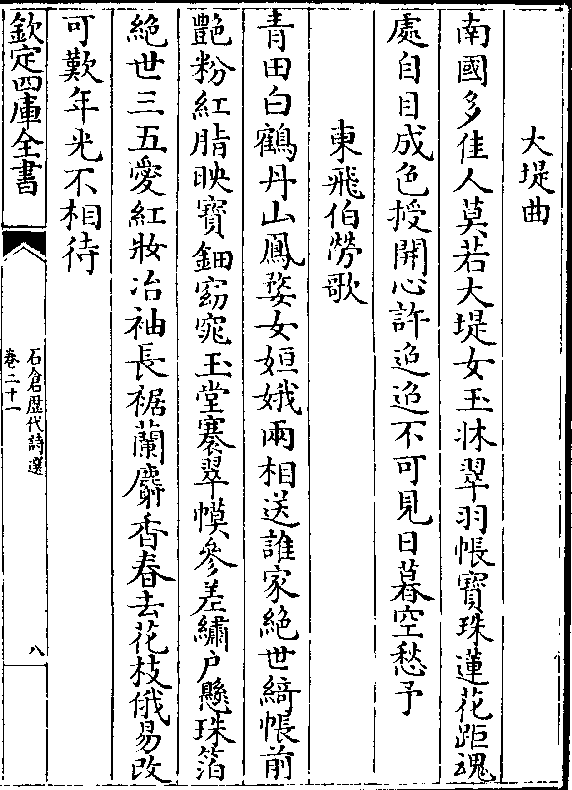 大堤曲
南國多佳人莫若大堤女玉牀翠羽帳寶珠蓮花距魂
處自目成色授開心許迢迢不可見日暮空愁予
東飛伯勞歌
青田白鶴丹山鳳婺女姮娥兩相送誰家絶世綺帳前
艶粉紅脂映寶鈿窈窕玉堂褰翠幙參差繡户懸珠箔
絶世三五愛紅妝冶袖長裾蘭麝香春去花枝俄易改
可歎年光不相待
欽定四庫全書
石倉歴代詩選
卷二十一
八